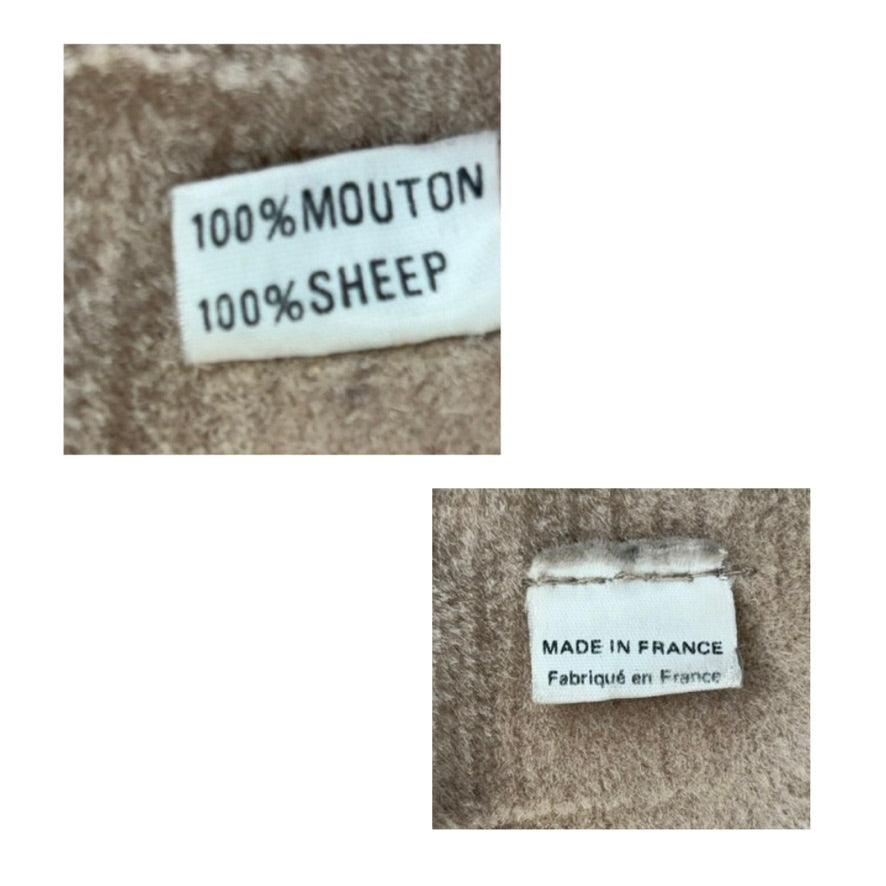 100%MOUTON
100%SHEEP
MADE IN FRANCE
Fabriqué en France